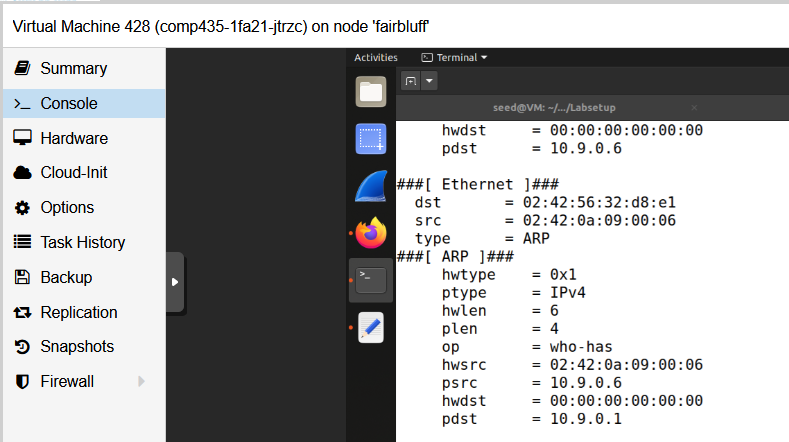 Virtual Machine 428 (comp435-1fa21-jtrzc) on node 'fairbluff'
Summary
>_ Console
Hardware
Cloud-Init
Options
Task History
Backup
Replication
Snapshots
Firewall
Activities
Terminal
seed@VM: ~/.../Labsetup
hwdst = 00:00:00:00:00:00
pdst = 10.9.0.6
###[ Ethernet ]###
dst = 02:42:56:32:d8:e1
src = 02:42:0a:09:00:06
type = ARP
###[ ARP ]###
hwtype = 0x1
ptype = IPv4
hwlen = 6
plen = 4
op = who-has
hwsrc = 02:42:0a:09:00:06
psrc = 10.9.0.6
hwdst = 00:00:00:00:00:00
pdst = 10.9.0.1